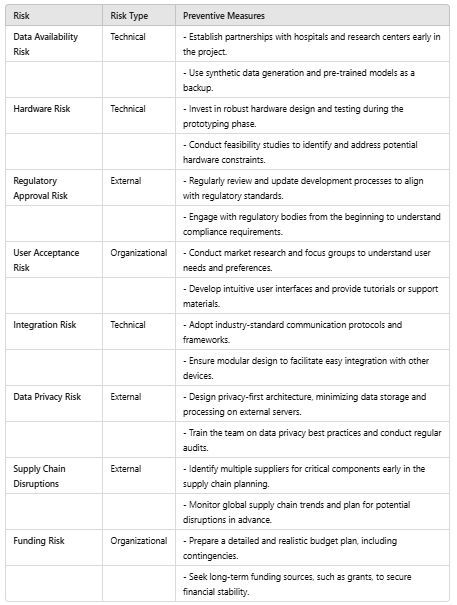 Risk Risk Type Preventive Measures
Data Availability Technical - Establish partnerships with hospitals and research centers early in
Risk the project.
- Use synthetic data generation and pre-trained models as a
backup.
Hardware Risk Technical - Invest in robust hardware design and testing during the
prototyping phase.
- Conduct feasibility studies to identify and address potential
hardware constraints.
Regulatory External - Regularly review and update development processes to align
Approval Risk with regulatory standards.
- Engage with regulatory bodies from the beginning to understand
compliance requirements.
User Acceptance Organizational - Conduct market research and focus groups to understand user
Risk needs and preferences.
- Develop intuitive user interfaces and provide tutorials or support
materials.
Integration Risk Technical - Adopt industry-standard communication protocols and
frameworks.
- Ensure modular design to facilitate easy integration with other
devices.
Data Privacy Risk External - Design privacy-first architecture, minimizing data storage and
processing on external servers.
- Train the team on data privacy best practices and conduct regular
audits.
Supply Chain External - Identify multiple suppliers for critical components early in the
Disruptions supply chain planning.
- Monitor global supply chain trends and plan for potential
disruptions in advance.
Funding Risk Organizational - Prepare a detailed and realistic budget plan, including
contingencies.
- Seek long-term funding sources, such as grants, to secure
financial stability.